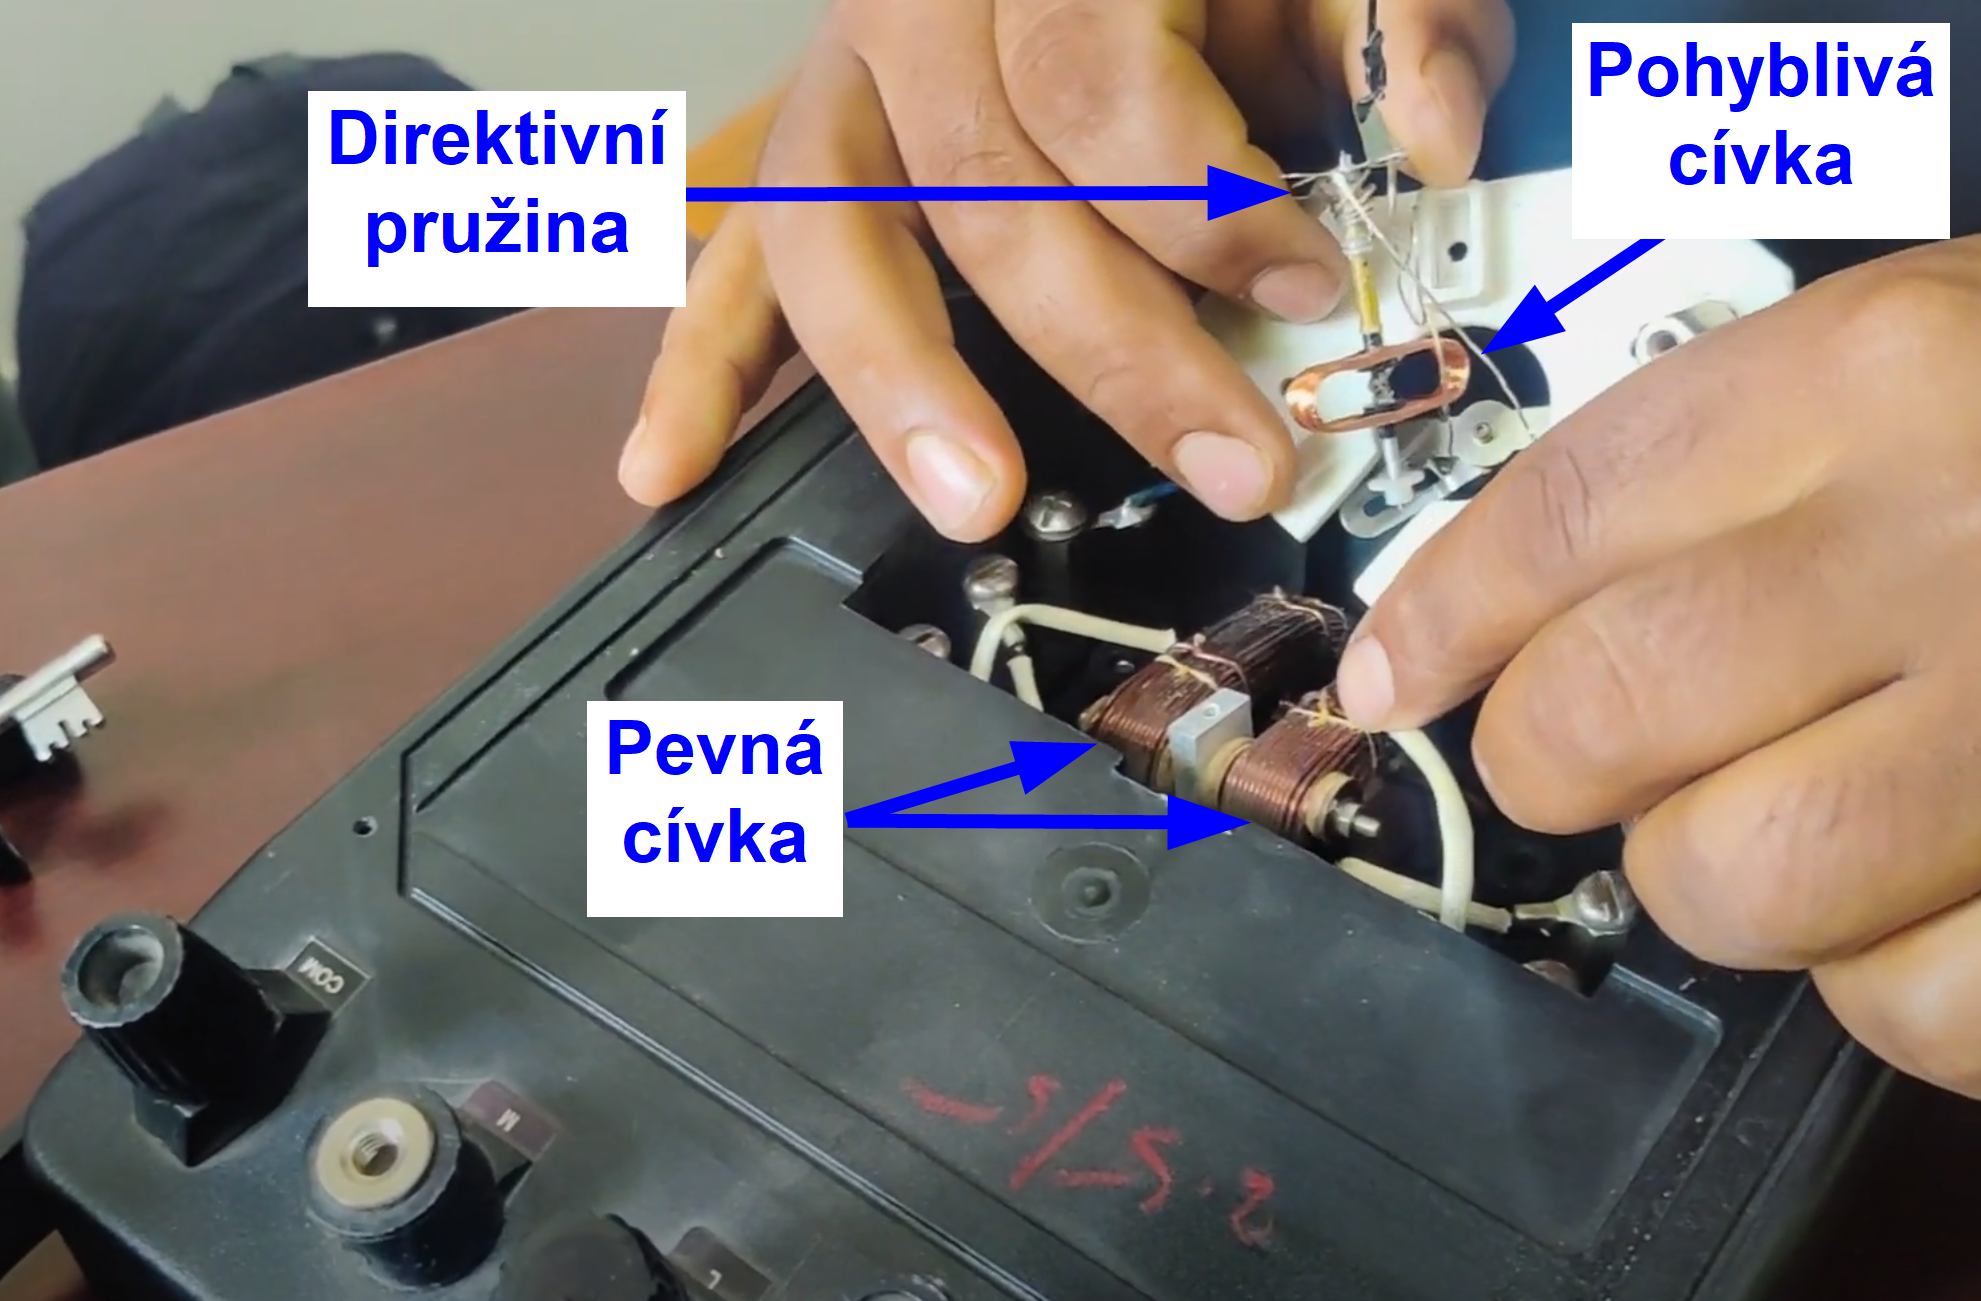 Direktivní
pružina
Pohyblivá
cívka
Pevná
cívka
COM
M
L